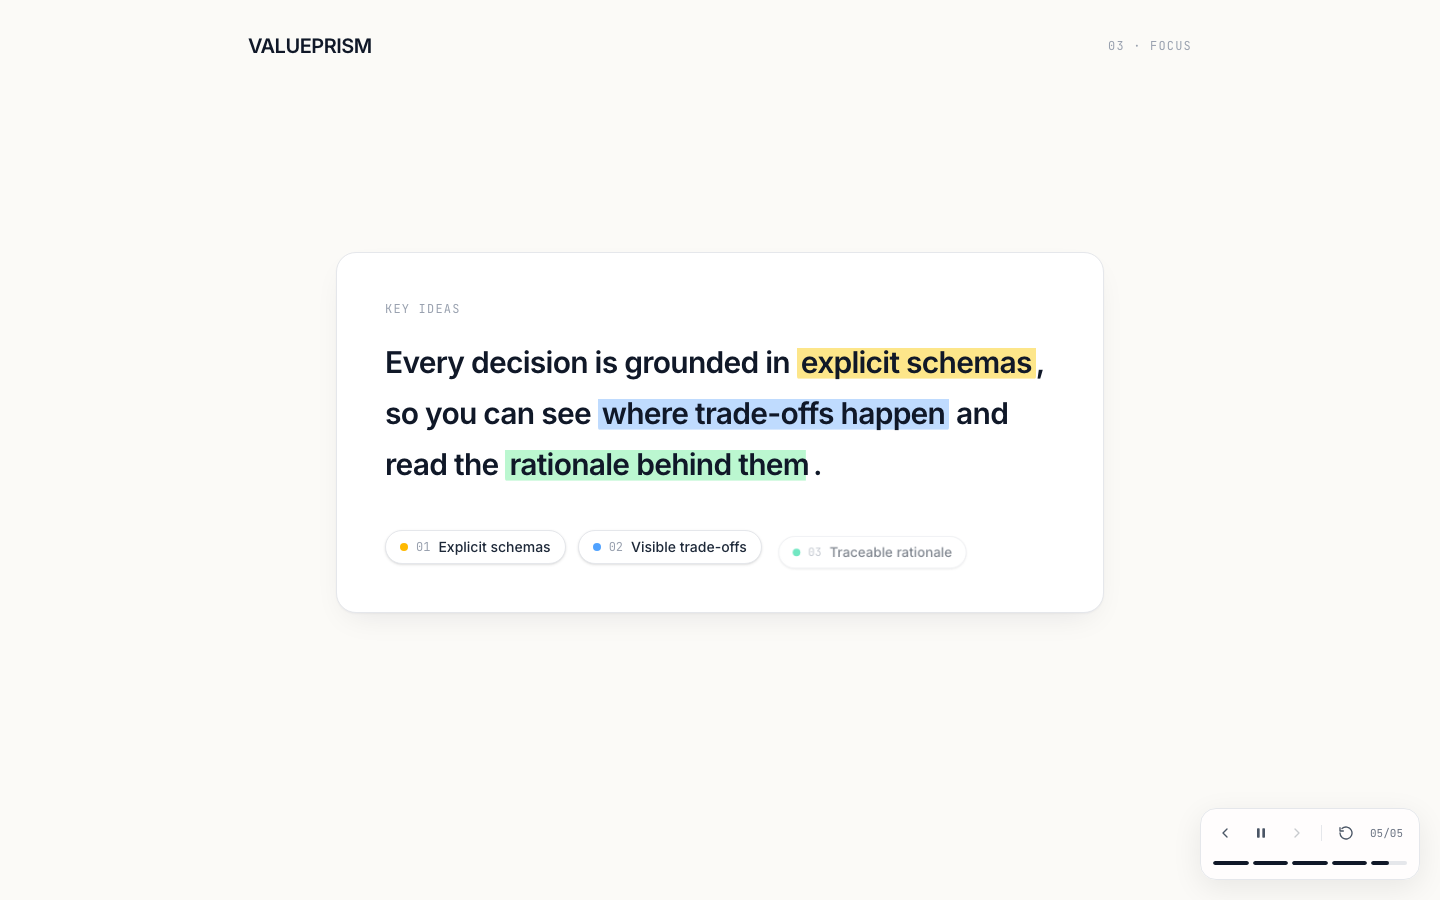 VALUEPRISM
03 · FOCUS
KEY IDEAS
Every decision is grounded in explicit schemas,
so you can see where trade-offs happen and
read the rationale behind them.
01 Explicit schemas
02 Visible trade-offs
03 Traceable rationale
05/05